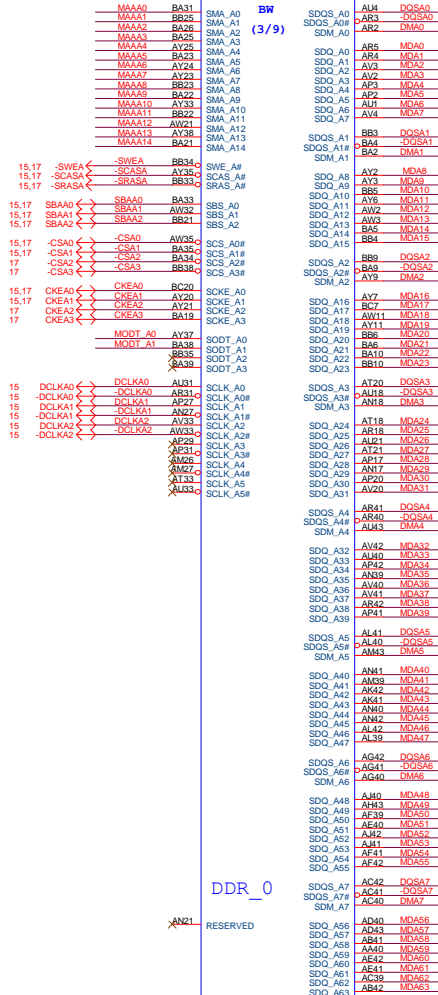 BW
(3/9)
MAAA0 BA31 SMA_A0
MAAA1 BB25 SMA_A1
MAAA2 BA26 SMA_A2
MAAA3 BA25 SMA_A3
MAAA4 AY25 SMA_A4
MAAA5 BA23 SMA_A5
MAAA6 AY24 SMA_A6
MAAA7 AY23 SMA_A7
MAAA8 BB23 SMA_A8
MAAA9 BA22 SMA_A9
MAAA10 AY33 SMA_A10
MAAA11 BB22 SMA_A11
MAAA12 AW21 SMA_A12
MAAA13 AY38 SMA_A13
MAAA14 BA21 SMA_A14
15,17 -SWEA -SWEA BB34 SWE_A#
15,17 -SCASA -SCASA AY35 SCAS_A#
15,17 -SRASA -SRASA BB33 SRAS_A#
15,17 SBAA0 SBAA0 BA33 SBS_A0
15,17 SBAA1 SBAA1 AW32 SBS_A1
15,17 SBAA2 SBAA2 BB21 SBS_A2
15,17 -CSA0 -CSA0 AW35 SCS_A0#
15,17 -CSA1 -CSA1 BA35 SCS_A1#
17 -CSA2 -CSA2 BA34 SCS_A2#
17 -CSA3 -CSA3 BB38 SCS_A3#
15,17 CKEA0 CKEA0 BC20 SCKE_A0
15,17 CKEA1 CKEA1 AY20 SCKE_A1
17 CKEA2 CKEA2 AY21 SCKE_A2
17 CKEA3 CKEA3 BA19 SCKE_A3
MODT_A0 AY37 SODT_A0
MODT_A1 BA38 SODT_A1
BB35 SODT_A2
BA39 SODT_A3
15 DCLKA0 DCLKA0 AU31 SCLK_A0
15 -DCLKA0 -DCLKA0 AR31 SCLK_A0#
15 DCLKA1 DCLKA1 AP27 SCLK_A1
15 -DCLKA1 -DCLKA1 AN27 SCLK_A1#
15 DCLKA2 DCLKA2 AV33 SCLK_A2
15 -DCLKA2 -DCLKA2 AW33 SCLK_A2#
AP29 SCLK_A3
AP31 SCLK_A3#
AM26 SCLK_A4
AM27 SCLK_A4#
AT33 SCLK_A5
AU33 SCLK_A5#
DDR_0
AN21 RESERVED
SDQS_A0 AU4 DQSA0
SDQS_A0# AR3 -DQSA0
SDM_A0 AR2 DMA0
SDQ_A0 AR5 MDA0
SDQ_A1 AR4 MDA1
SDQ_A2 AV3 MDA2
SDQ_A3 AV2 MDA3
SDQ_A4 AP3 MDA4
SDQ_A5 AP2 MDA5
SDQ_A6 AU1 MDA6
SDQ_A7 AV4 MDA7
SDQS_A1 BB3 DQSA1
SDQS_A1# BA4 -DQSA1
SDM_A1 BA2 DMA1
SDQ_A8 AY2 MDA8
SDQ_A9 AY3 MDA9
SDQ_A10 BB5 MDA10
SDQ_A11 AY6 MDA11
SDQ_A12 AW2 MDA12
SDQ_A13 AW3 MDA13
SDQ_A14 BA5 MDA14
SDQ_A15 BB4 MDA15
SDQS_A2 BB9 DQSA2
SDQS_A2# BA9 -DQSA2
SDM_A2 AY9 DMA2
SDQ_A16 AY7 MDA16
SDQ_A17 BC7 MDA17
SDQ_A18 AW11 MDA18
SDQ_A19 AY11 MDA19
SDQ_A20 BB6 MDA20
SDQ_A21 BA6 MDA21
SDQ_A22 BA10 MDA22
SDQ_A23 BB10 MDA23
SDQS_A3 AT20 DQSA3
SDQS_A3# AU18 -DQSA3
SDM_A3 AN18 DMA3
SDQ_A24 AT18 MDA24
SDQ_A25 AR18 MDA25
SDQ_A26 AU21 MDA26
SDQ_A27 AT21 MDA27
SDQ_A28 AP17 MDA28
SDQ_A29 AN17 MDA29
SDQ_A30 AP20 MDA30
SDQ_A31 AV20 MDA31
SDQS_A4 AR41 DQSA4
SDQS_A4# AR40 -DQSA4
SDM_A4 AU43 DMA4
SDQ_A32 AV42 MDA32
SDQ_A33 AU40 MDA33
SDQ_A34 AP42 MDA34
SDQ_A35 AN39 MDA35
SDQ_A36 AV40 MDA36
SDQ_A37 AV41 MDA37
SDQ_A38 AR42 MDA38
SDQ_A39 AP41 MDA39
SDQS_A5 AL41 DQSA5
SDQS_A5# AL40 -DQSA5
SDM_A5 AM43 DMA5
SDQ_A40 AN41 MDA40
SDQ_A41 AM39 MDA41
SDQ_A42 AK42 MDA42
SDQ_A43 AK41 MDA43
SDQ_A44 AN40 MDA44
SDQ_A45 AN42 MDA45
SDQ_A46 AL42 MDA46
SDQ_A47 AL39 MDA47
SDQS_A6 AG42 DQSA6
SDQS_A6# AG41 -DQSA6
SDM_A6 AG40 DMA6
SDQ_A48 AJ40 MDA48
SDQ_A49 AH43 MDA49
SDQ_A50 AF39 MDA50
SDQ_A51 AE40 MDA51
SDQ_A52 AJ42 MDA52
SDQ_A53 AJ41 MDA53
SDQ_A54 AF41 MDA54
SDQ_A55 AF42 MDA55
SDQS_A7 AC42 DQSA7
SDQS_A7# AC41 -DQSA7
SDM_A7 AC40 DMA7
SDQ_A56 AD40 MDA56
SDQ_A57 AD43 MDA57
SDQ_A58 AB41 MDA58
SDQ_A59 AA40 MDA59
SDQ_A60 AE42 MDA60
SDQ_A61 AE41 MDA61
SDQ_A62 AC39 MDA62
SDQ_A63 AB42 MDA63